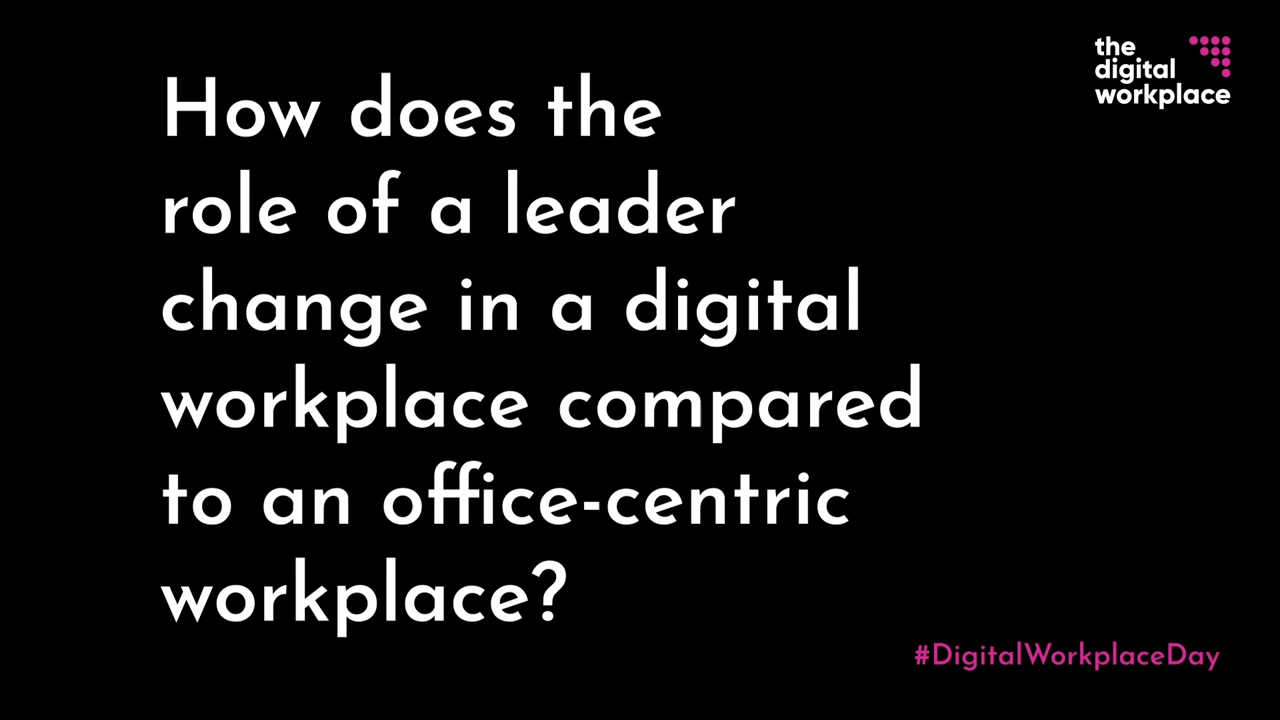 How does the
role of a leader
change in a digital
workplace compared
to an office-centric
workplace?
the
digital
workplace
#DigitalWorkplaceDay